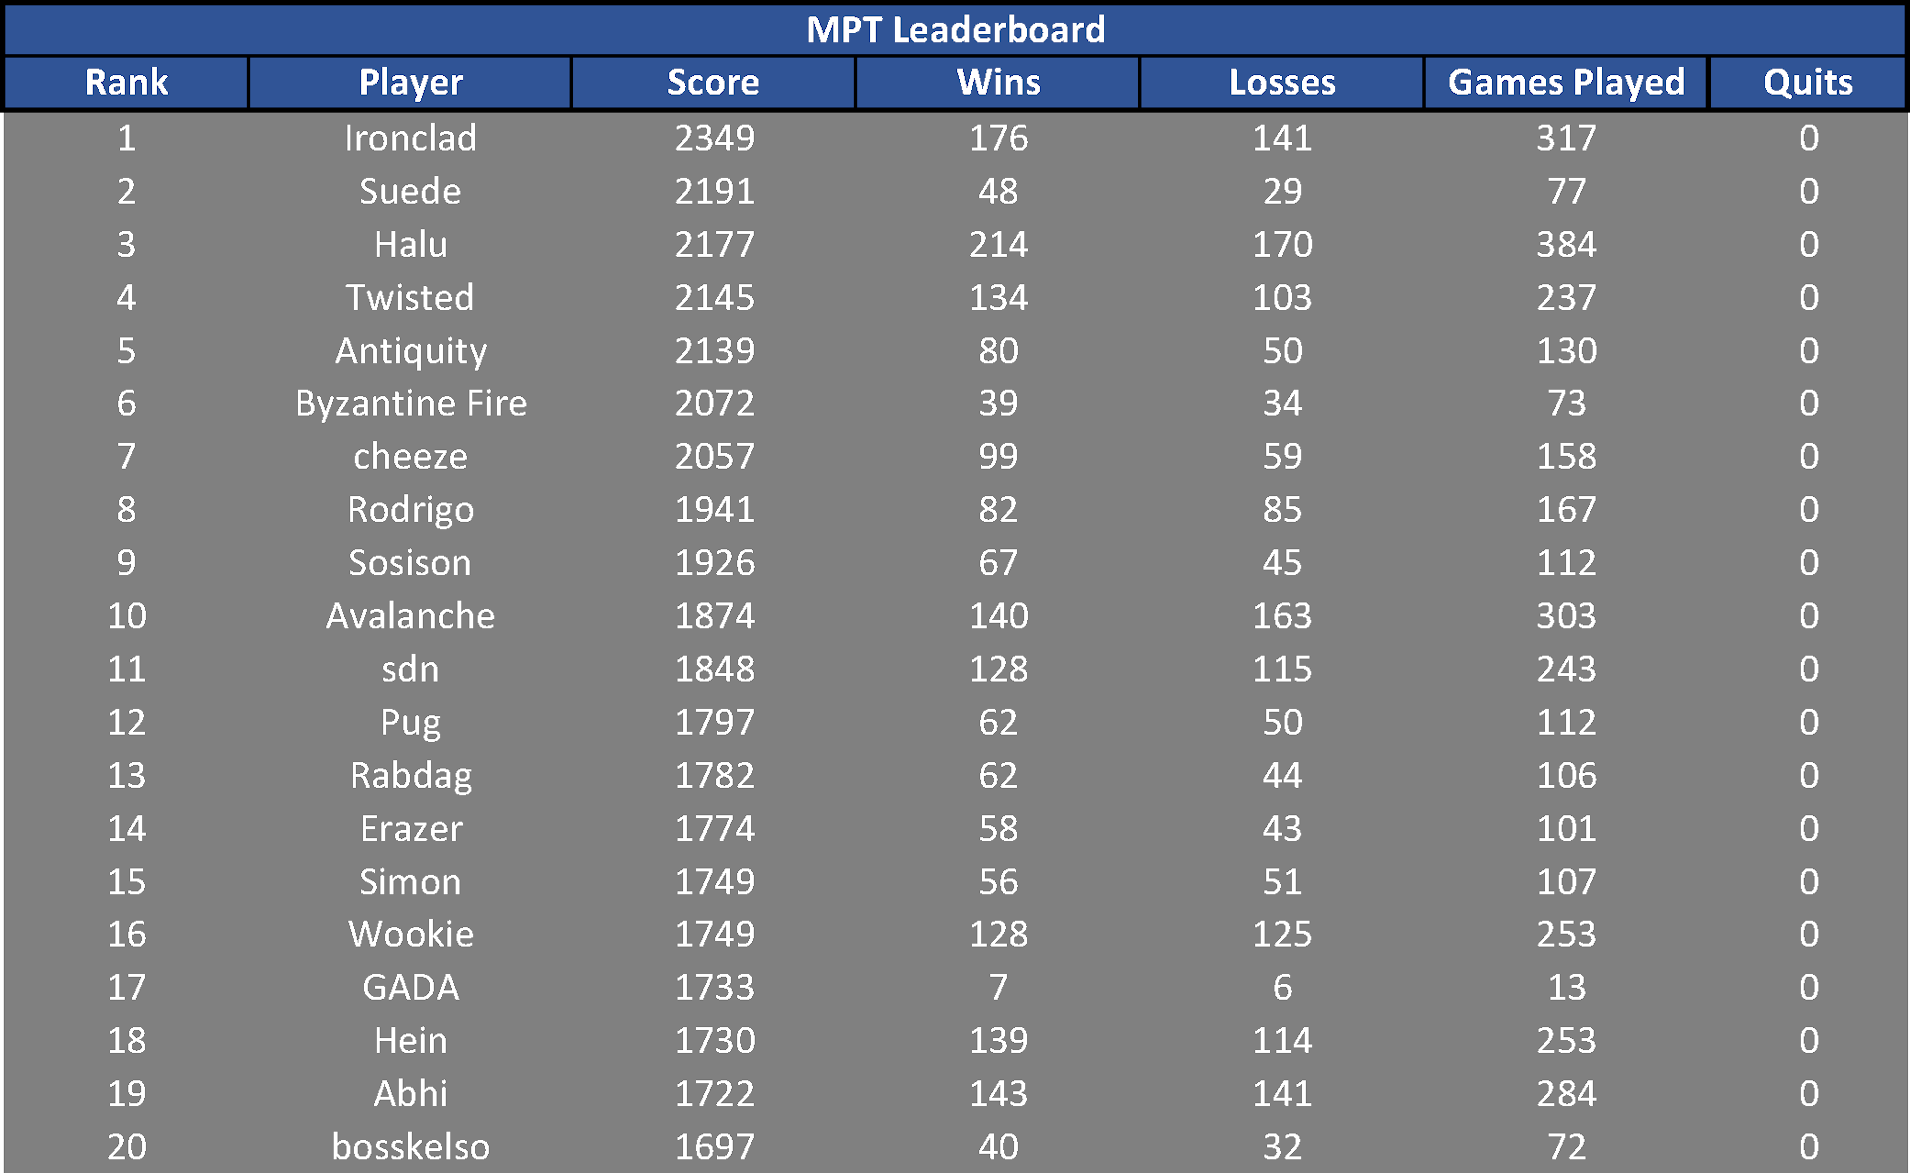 MPT Leaderboard
Rank Player Score Wins Losses Games Played Quits
1 Ironclad 2349 176 141 317 0
2 Suede 2191 48 29 77 0
3 Halu 2177 214 170 384 0
4 Twisted 2145 134 103 237 0
5 Antiquity 2139 80 50 130 0
6 Byzantine Fire 2072 39 34 73 0
7 cheeze 2057 99 59 158 0
8 Rodrigo 1941 82 85 167 0
9 Sosison 1926 67 45 112 0
10 Avalanche 1874 140 163 303 0
11 sdn 1848 128 115 243 0
12 Pug 1797 62 50 112 0
13 Rabdag 1782 62 44 106 0
14 Erazer 1774 58 43 101 0
15 Simon 1749 56 51 107 0
16 Wookie 1749 128 125 253 0
17 GADA 1733 7 6 13 0
18 Hein 1730 139 114 253 0
19 Abhi 1722 143 141 284 0
20 bosskelso 1697 40 32 72 0